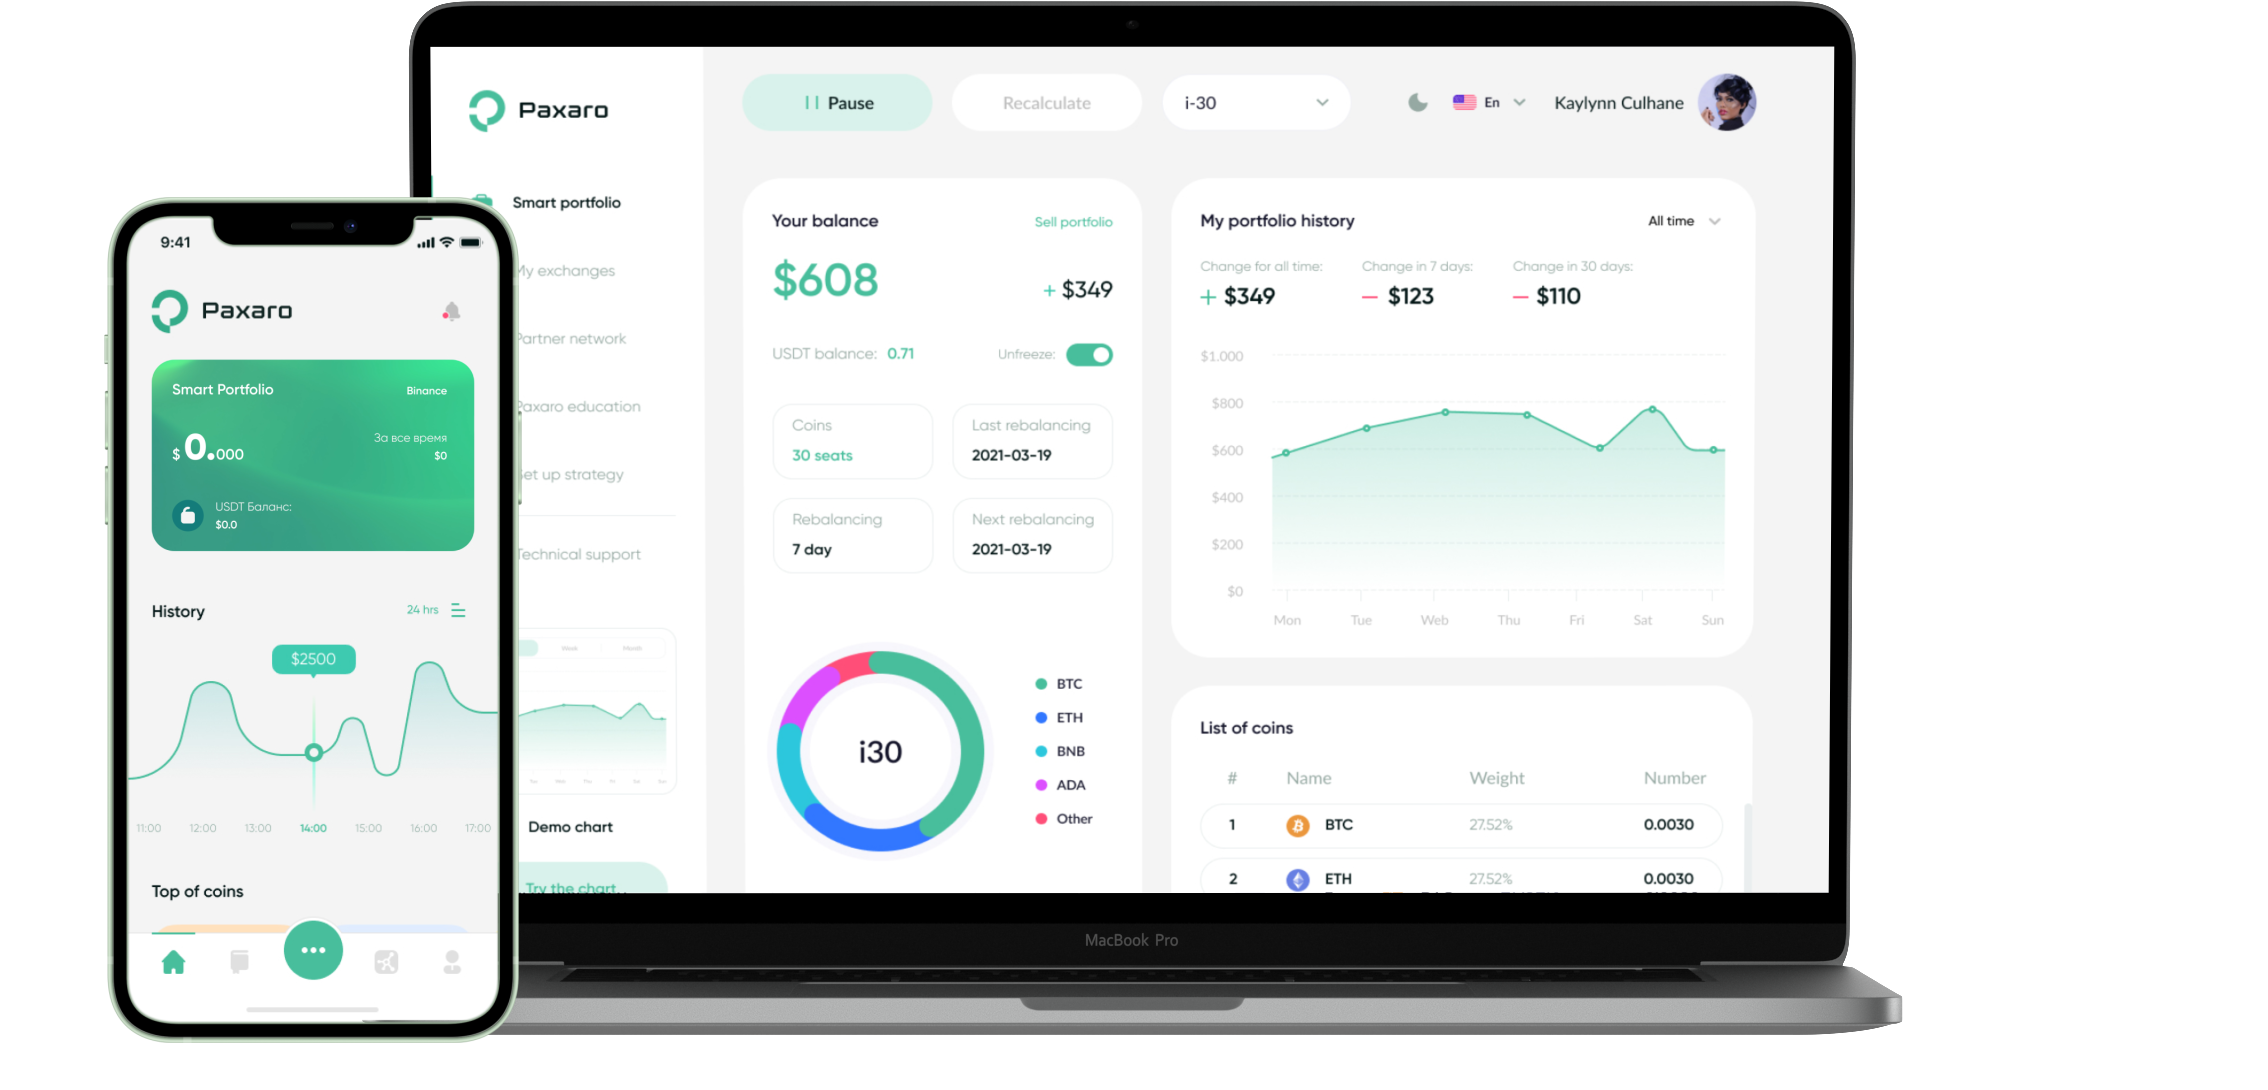 Paxaro
Pause
Recalculate
i-30
En
Kaylynn Culhane
Smart portfolio
My exchanges
Partner network
Paxaro education
Set up strategy
Technical support
Week
Month
Demo chart
Try the chart
Your balance
Sell portfolio
$608
+ $349
USDT balance: 0.71
Unfreeze:
Coins
30 seats
Last rebalancing
2021-03-19
Rebalancing
7 day
Next rebalancing
2021-03-19
i30
BTC
ETH
BNB
ADA
Other
My portfolio history
All time
Change for all time:
+ $349
Change in 7 days:
— $123
Change in 30 days:
— $110
$1.000
$800
$600
$400
$200
$0
Mon Tue Web Thu Fri Sat Sun
List of coins
# Name Weight Number
1 BTC 27.52% 0.0030
2 ETH 27.52% 0.0030
MacBook Pro
9:41
Paxaro
Smart Portfolio
Binance
$0.000
За все время
$0
USDT Баланс:
$0.0
History
24 hrs
$2500
11:00 12:00 13:00 14:00 15:00 16:00 17:00
Top of coins